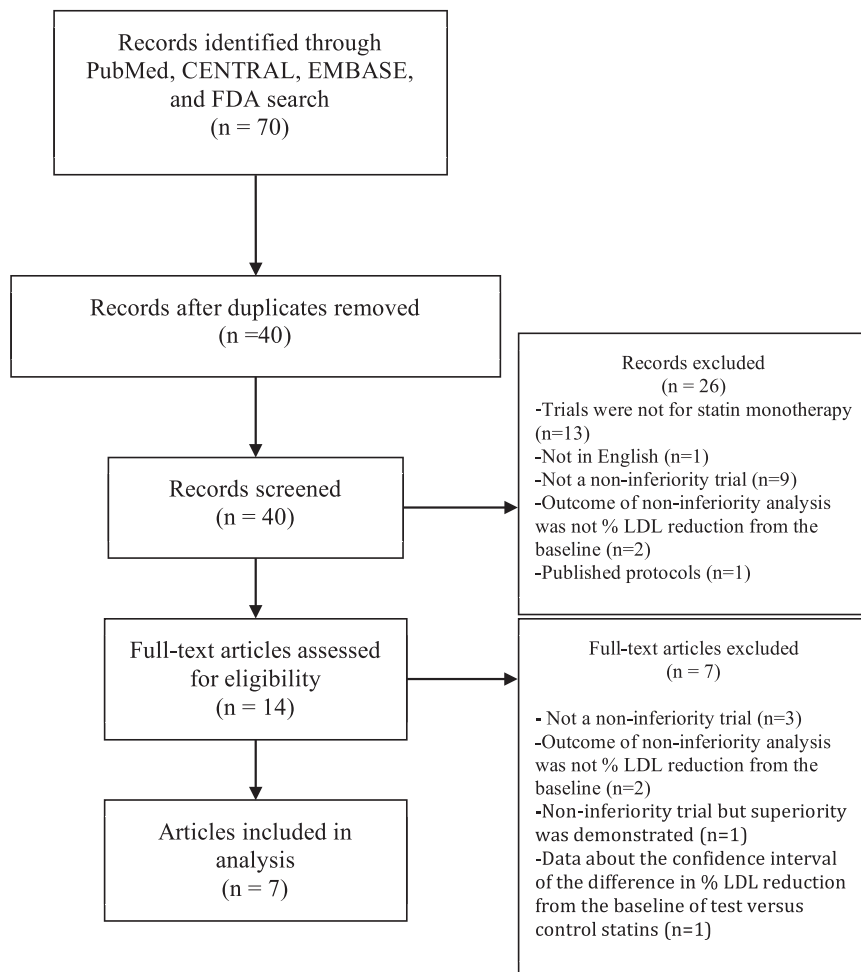 Records identified through
PubMed, CENTRAL, EMBASE,
and FDA search
(n = 70)
Records after duplicates removed
(n =40)
Records screened
(n = 40)
Records excluded
(n = 26)
-Trials were not for statin monotherapy
(n=13)
-Not in English (n=1)
-Not a non-inferiority trial (n=9)
-Outcome of non-inferiority analysis
was not % LDL reduction from the
baseline (n=2)
-Published protocols (n=1)
Full-text articles assessed
for eligibility
(n = 14)
Full-text articles excluded
(n = 7)
- Not a non-inferiority trial (n=3)
-Outcome of non-inferiority analysis
was not % LDL reduction from the
baseline
(n=2)
-Non-inferiority trial but superiority
was demonstrated (n=1)
-Data about the confidence interval
of the difference in % LDL reduction
from the baseline of test versus
control statins (n=1)
Articles included in
analysis
(n = 7)